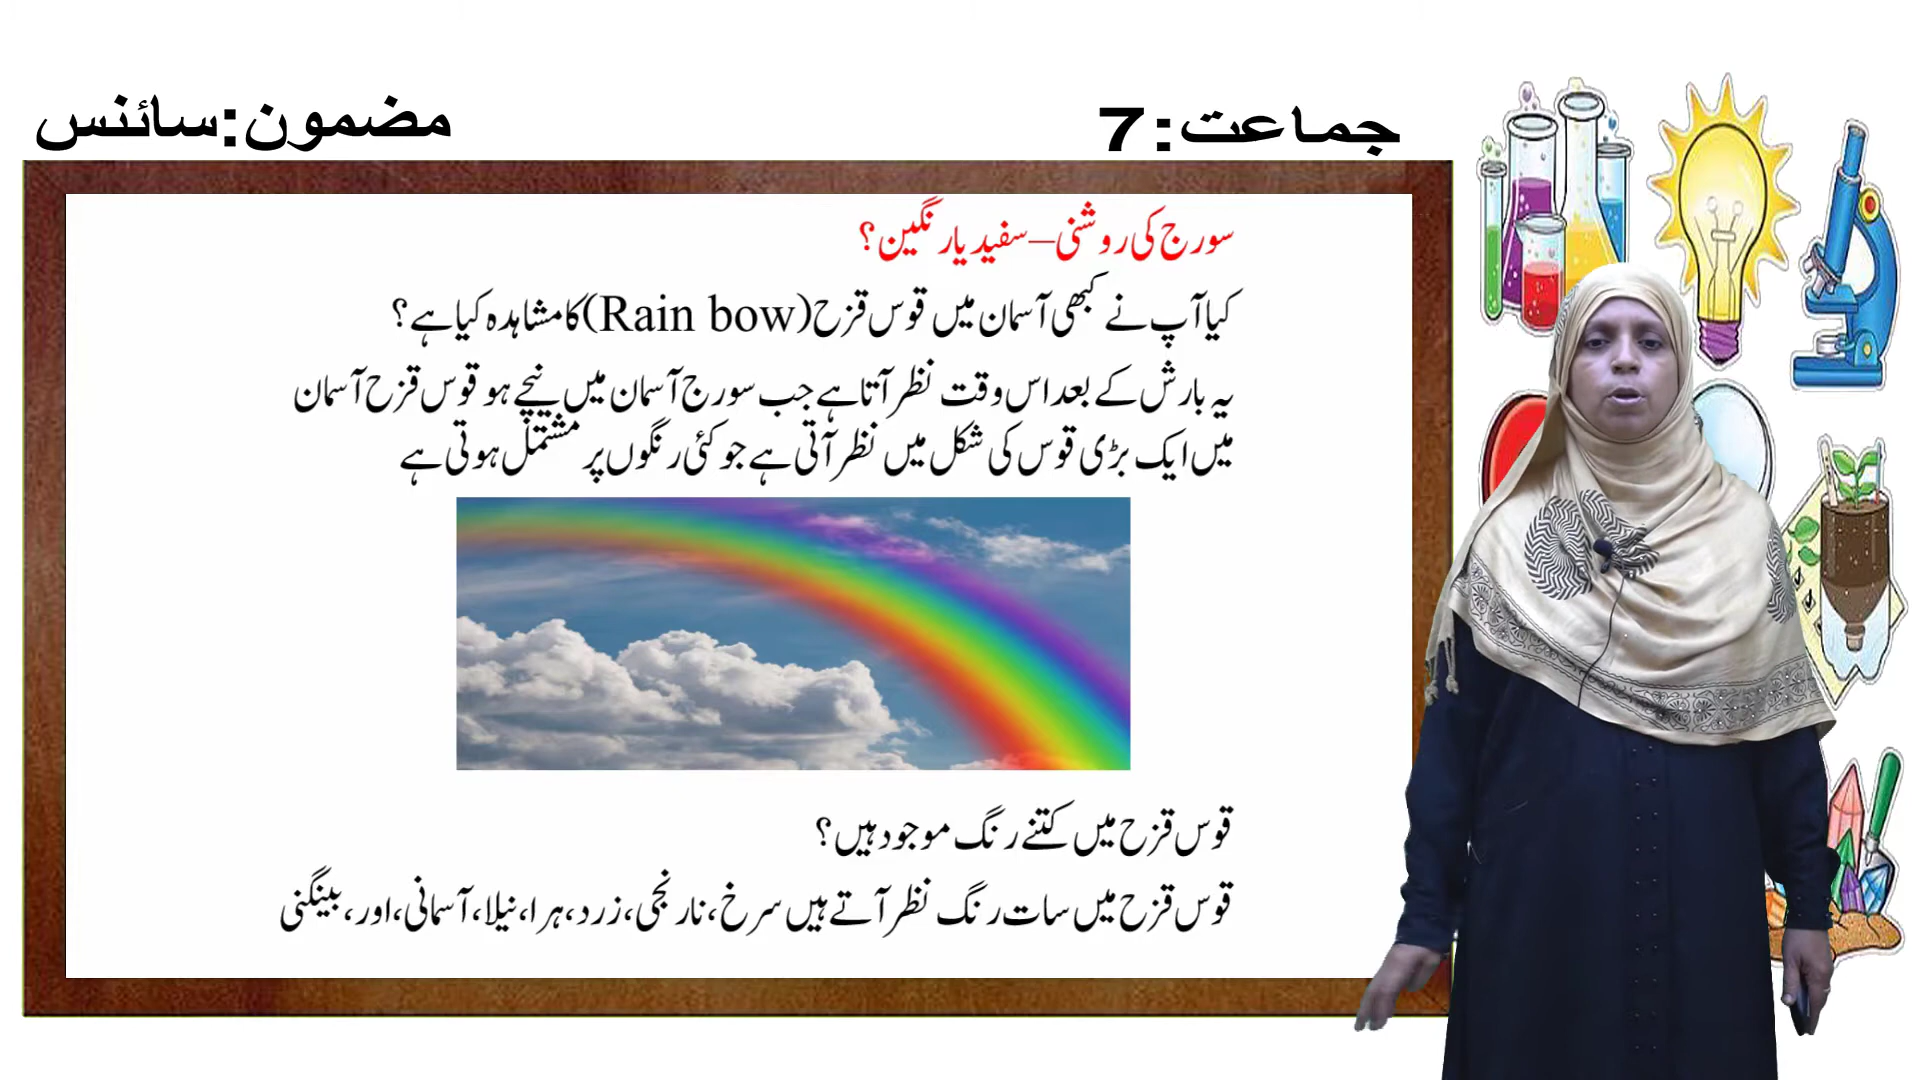 جماعت:7
مضمون:سائنس
سورج کی روشنی–سفید یا رنگین؟
کیا آپ نے کبھی آسمان میں قوس قزح(Rain bow)کا مشاہدہ کیا ہے؟
یہ بارش کے بعد اس وقت نظر آتا ہے جب سورج آسمان میں نیچے ہو قوس قزح آسمان
میں ایک بڑی قوس کی شکل میں نظر آتی ہے جو کئی رنگوں پر مشتمل ہوتی ہے
قوس قزح میں کتنے رنگ موجود ہیں؟
قوس قزح میں سات رنگ نظر آتے ہیں سرخ،نارنجی،زرد،ہرا،نیلا،آسمانی،اور،بینگنی